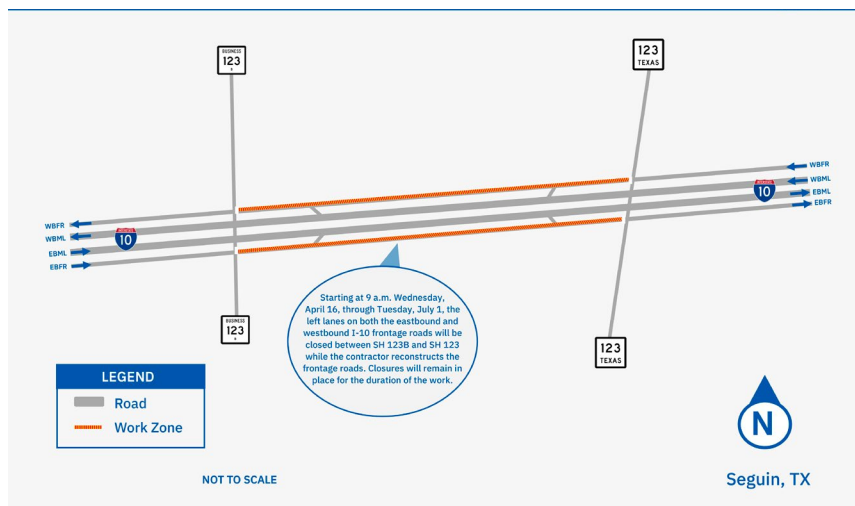 BUSINESS
123
123
TEXAS
WBFR
WBML
EBML
EBFR
10
WBFR
WBML
EBML
EBFR
10
Starting at 9 a.m. Wednesday,
April 16, through Tuesday, July 1, the
left lanes on both the eastbound and
westbound I-10 frontage roads will be
closed between SH 123B and SH 123
while the contractor reconstructs the
frontage roads. Closures will remain in
place for the duration of the work.
BUSINESS
123
123
TEXAS
LEGEND
Road
Work Zone
N
NOT TO SCALE
Seguin, TX